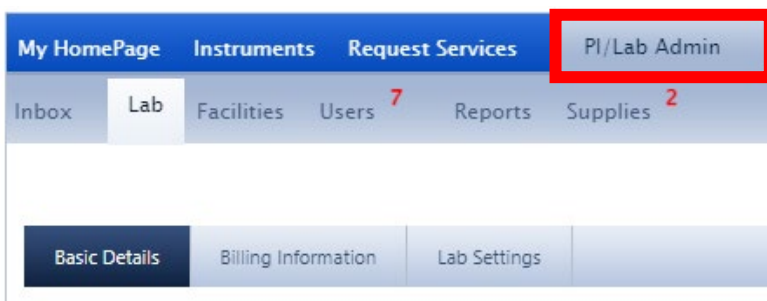 My HomePage Instruments Request Services PI/Lab Admin
Inbox Lab Facilities Users 7 Reports Supplies 2
Basic Details Billing Information Lab Settings